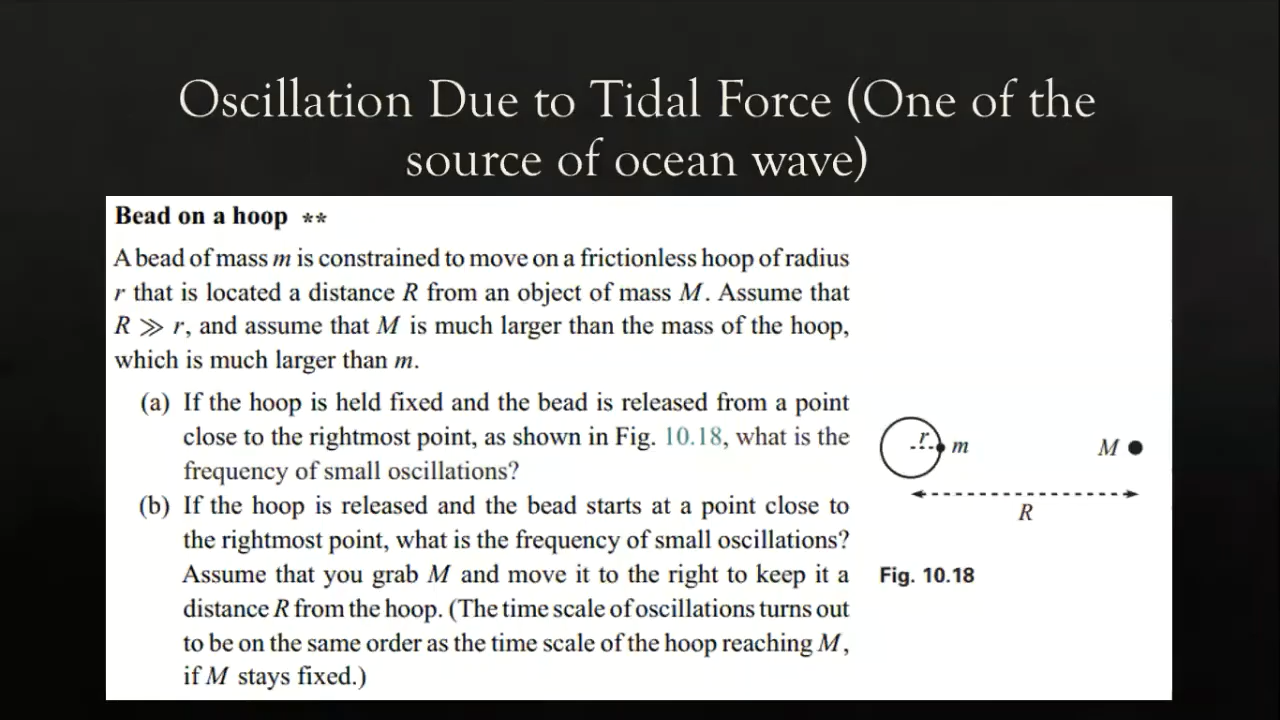 Oscillation Due to Tidal Force (One of the
source of ocean wave)
Bead on a hoop **
A bead of mass m is constrained to move on a frictionless hoop of radius
r that is located a distance R from an object of mass M. Assume that
R ≫ r, and assume that M is much larger than the mass of the hoop,
which is much larger than m.
(a) If the hoop is held fixed and the bead is released from a point
close to the rightmost point, as shown in Fig. 10.18, what is the
frequency of small oscillations?
(b) If the hoop is released and the bead starts at a point close to
the rightmost point, what is the frequency of small oscillations?
Assume that you grab M and move it to the right to keep it a
distance R from the hoop. (The time scale of oscillations turns out
to be on the same order as the time scale of the hoop reaching M,
if M stays fixed.)
r m M
R
Fig. 10.18